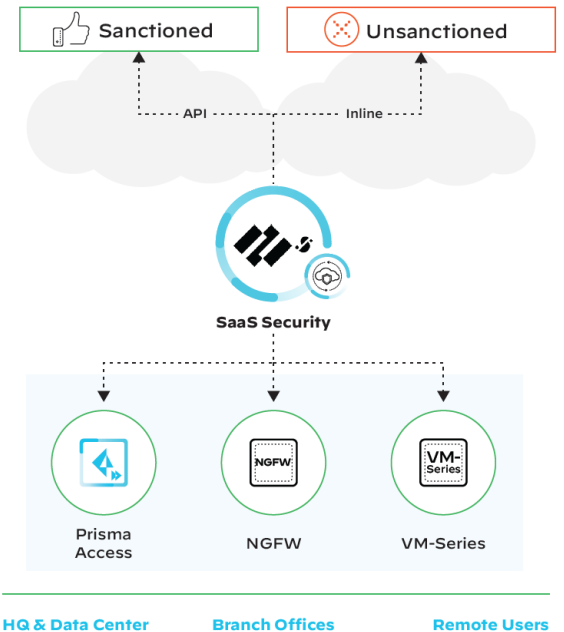 Sanctioned
Unsanctioned
API
Inline
SaaS Security
NGFW
VM-
Series
Prisma
Access
NGFW
VM-Series
HQ & Data Center
Branch Offices
Remote Users